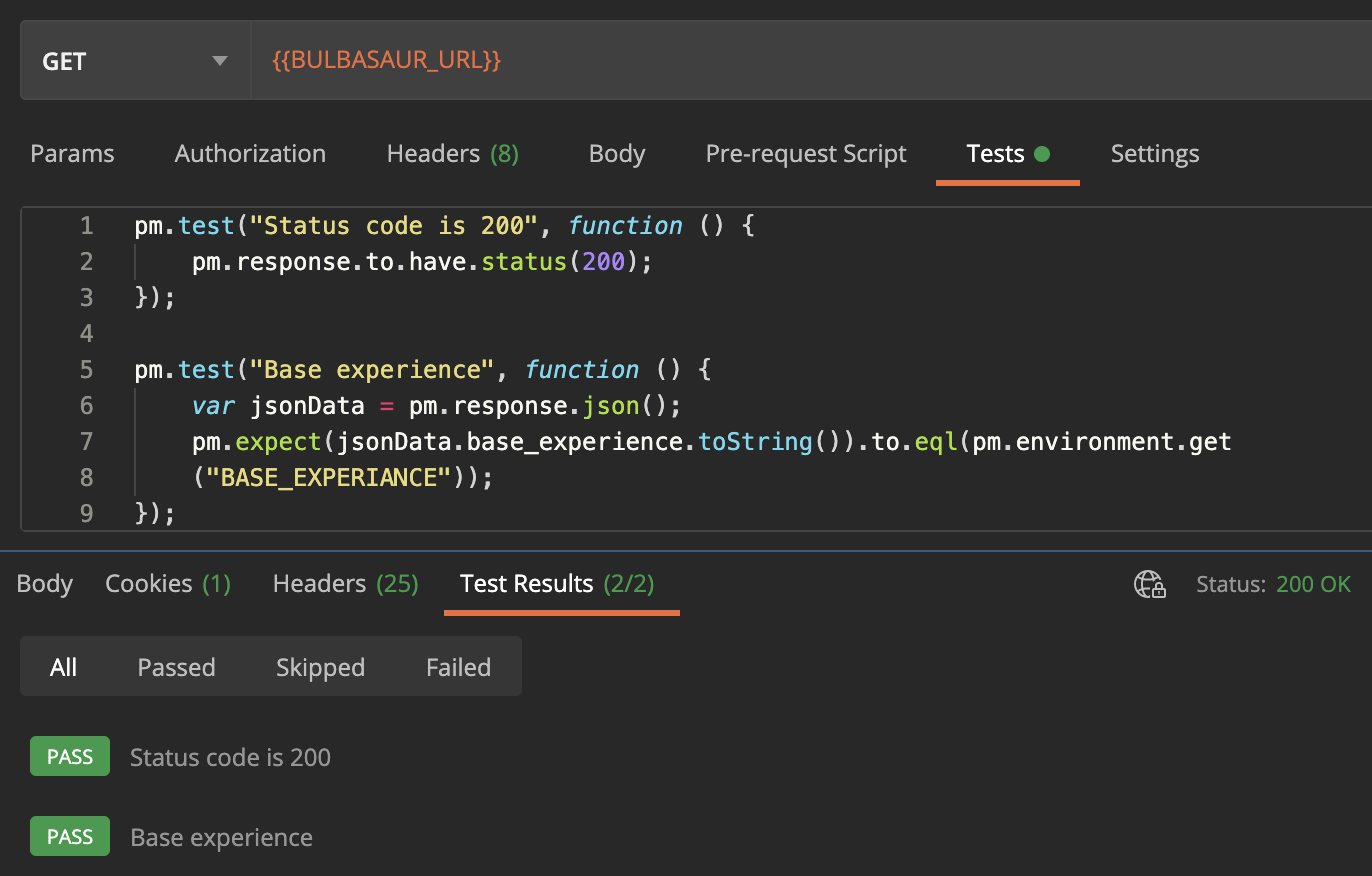 GET {{BULBASAUR_URL}}
Params Authorization Headers (8) Body Pre-request Script Tests Settings
1 pm.test("Status code is 200", function () {
2 pm.response.to.have.status(200);
3 });
4
5 pm.test("Base experience", function () {
6 var jsonData = pm.response.json();
7 pm.expect(jsonData.base_experience.toString()).to.eql(pm.environment.get
8 ("BASE_EXPERIANCE"));
9 });
Body Cookies (1) Headers (25) Test Results (2/2) Status: 200 OK
All Passed Skipped Failed
PASS Status code is 200
PASS Base experience